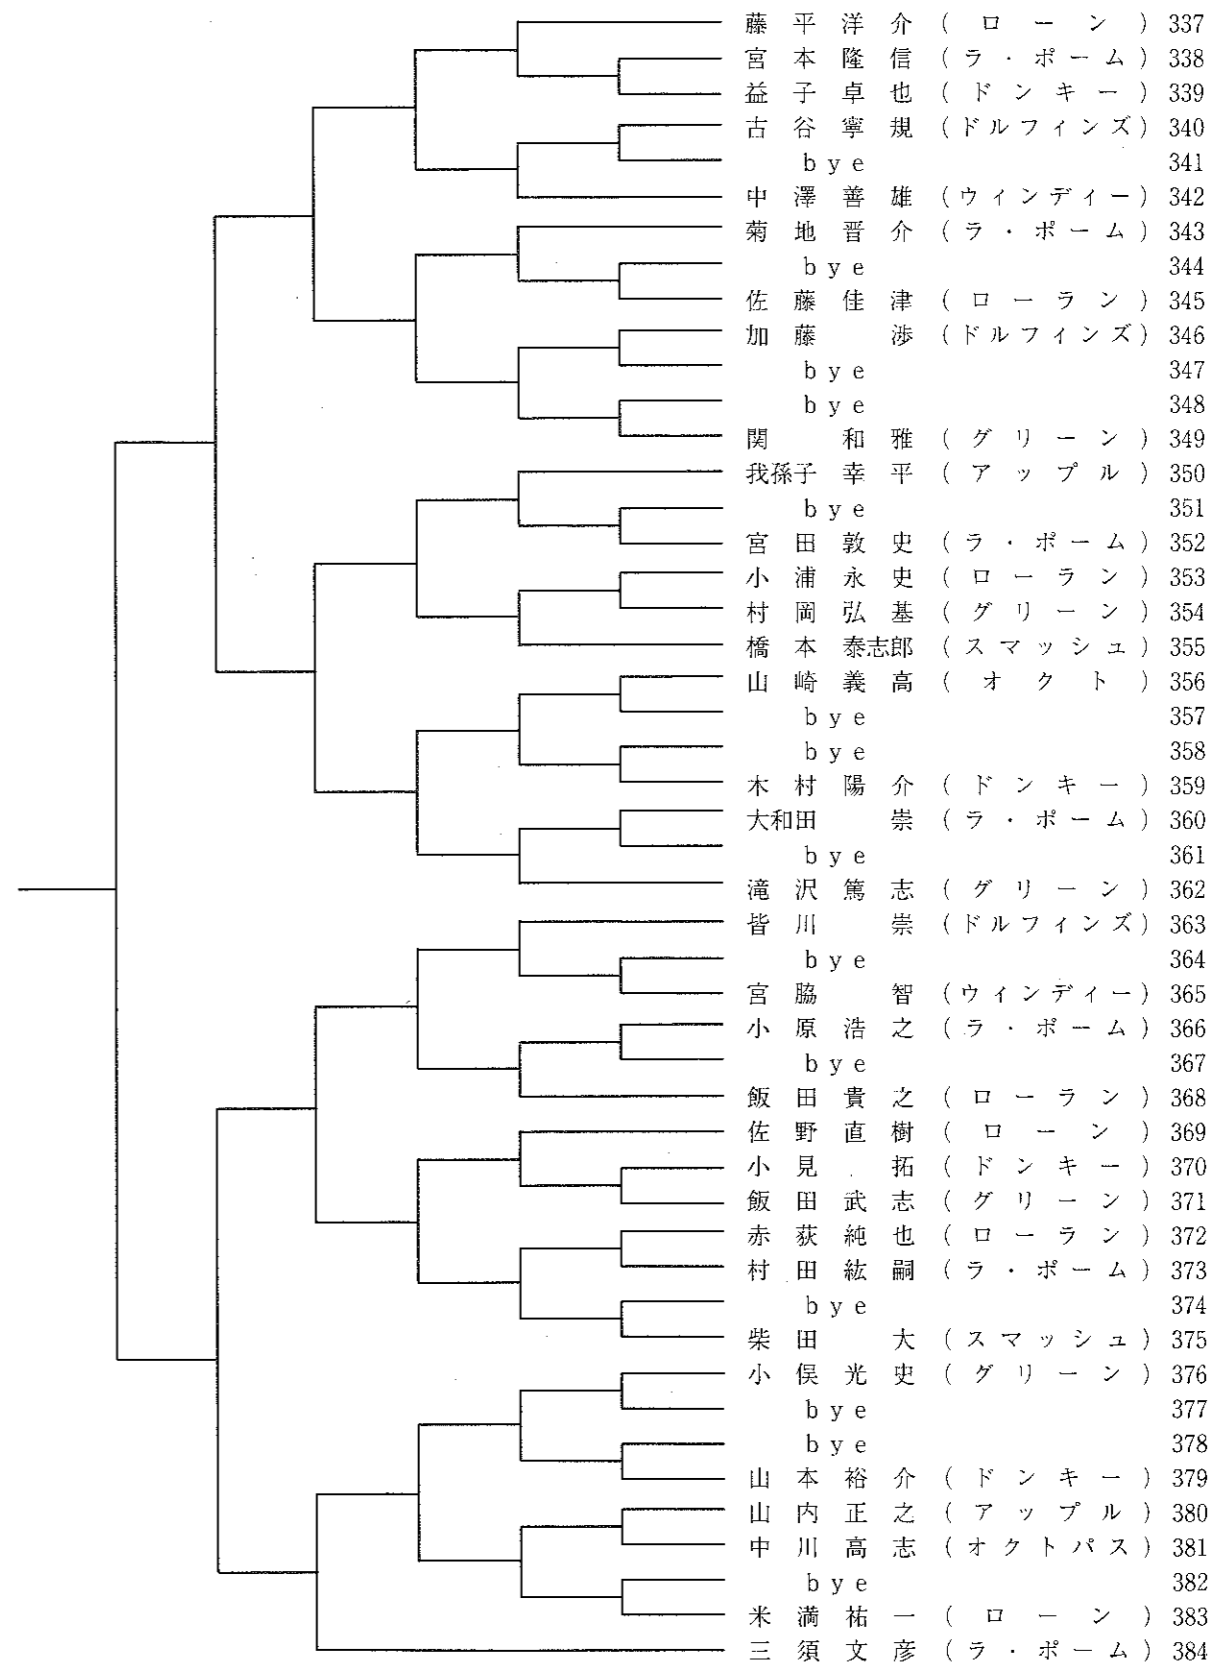 藤平洋介（ローン）337
宮本隆信（ラ・ポーム）338
益子卓也（ドンキー）339
古谷寧規（ドルフィンズ）340
bye 341
中澤善雄（ウィンディー）342
菊地晋介（ラ・ポーム）343
bye 344
佐藤佳津（ローラン）345
加藤 渉（ドルフィンズ）346
bye 347
bye 348
関 和雅（グリーン）349
我孫子幸平（アップル）350
bye 351
宮田敦史（ラ・ポーム）352
小浦永史（ローラン）353
村岡弘基（グリーン）354
橋本泰志郎（スマッシュ）355
山崎義高（オクト）356
bye 357
bye 358
木村陽介（ドンキー）359
大和田 崇（ラ・ポーム）360
bye 361
滝沢篤志（グリーン）362
皆川 崇（ドルフィンズ）363
bye 364
宮脇 智（ウィンディー）365
小原浩之（ラ・ポーム）366
bye 367
飯田貴之（ローラン）368
佐野直樹（ローン）369
小見 拓（ドンキー）370
飯田武志（グリーン）371
赤荻純也（ローラン）372
村田紘嗣（ラ・ポーム）373
bye 374
柴田 大（スマッシュ）375
小俣光史（グリーン）376
bye 377
bye 378
山本裕介（ドンキー）379
山内正之（アップル）380
中川高志（オクトパス）381
bye 382
米満祐一（ローン）383
三須文彦（ラ・ポーム）384